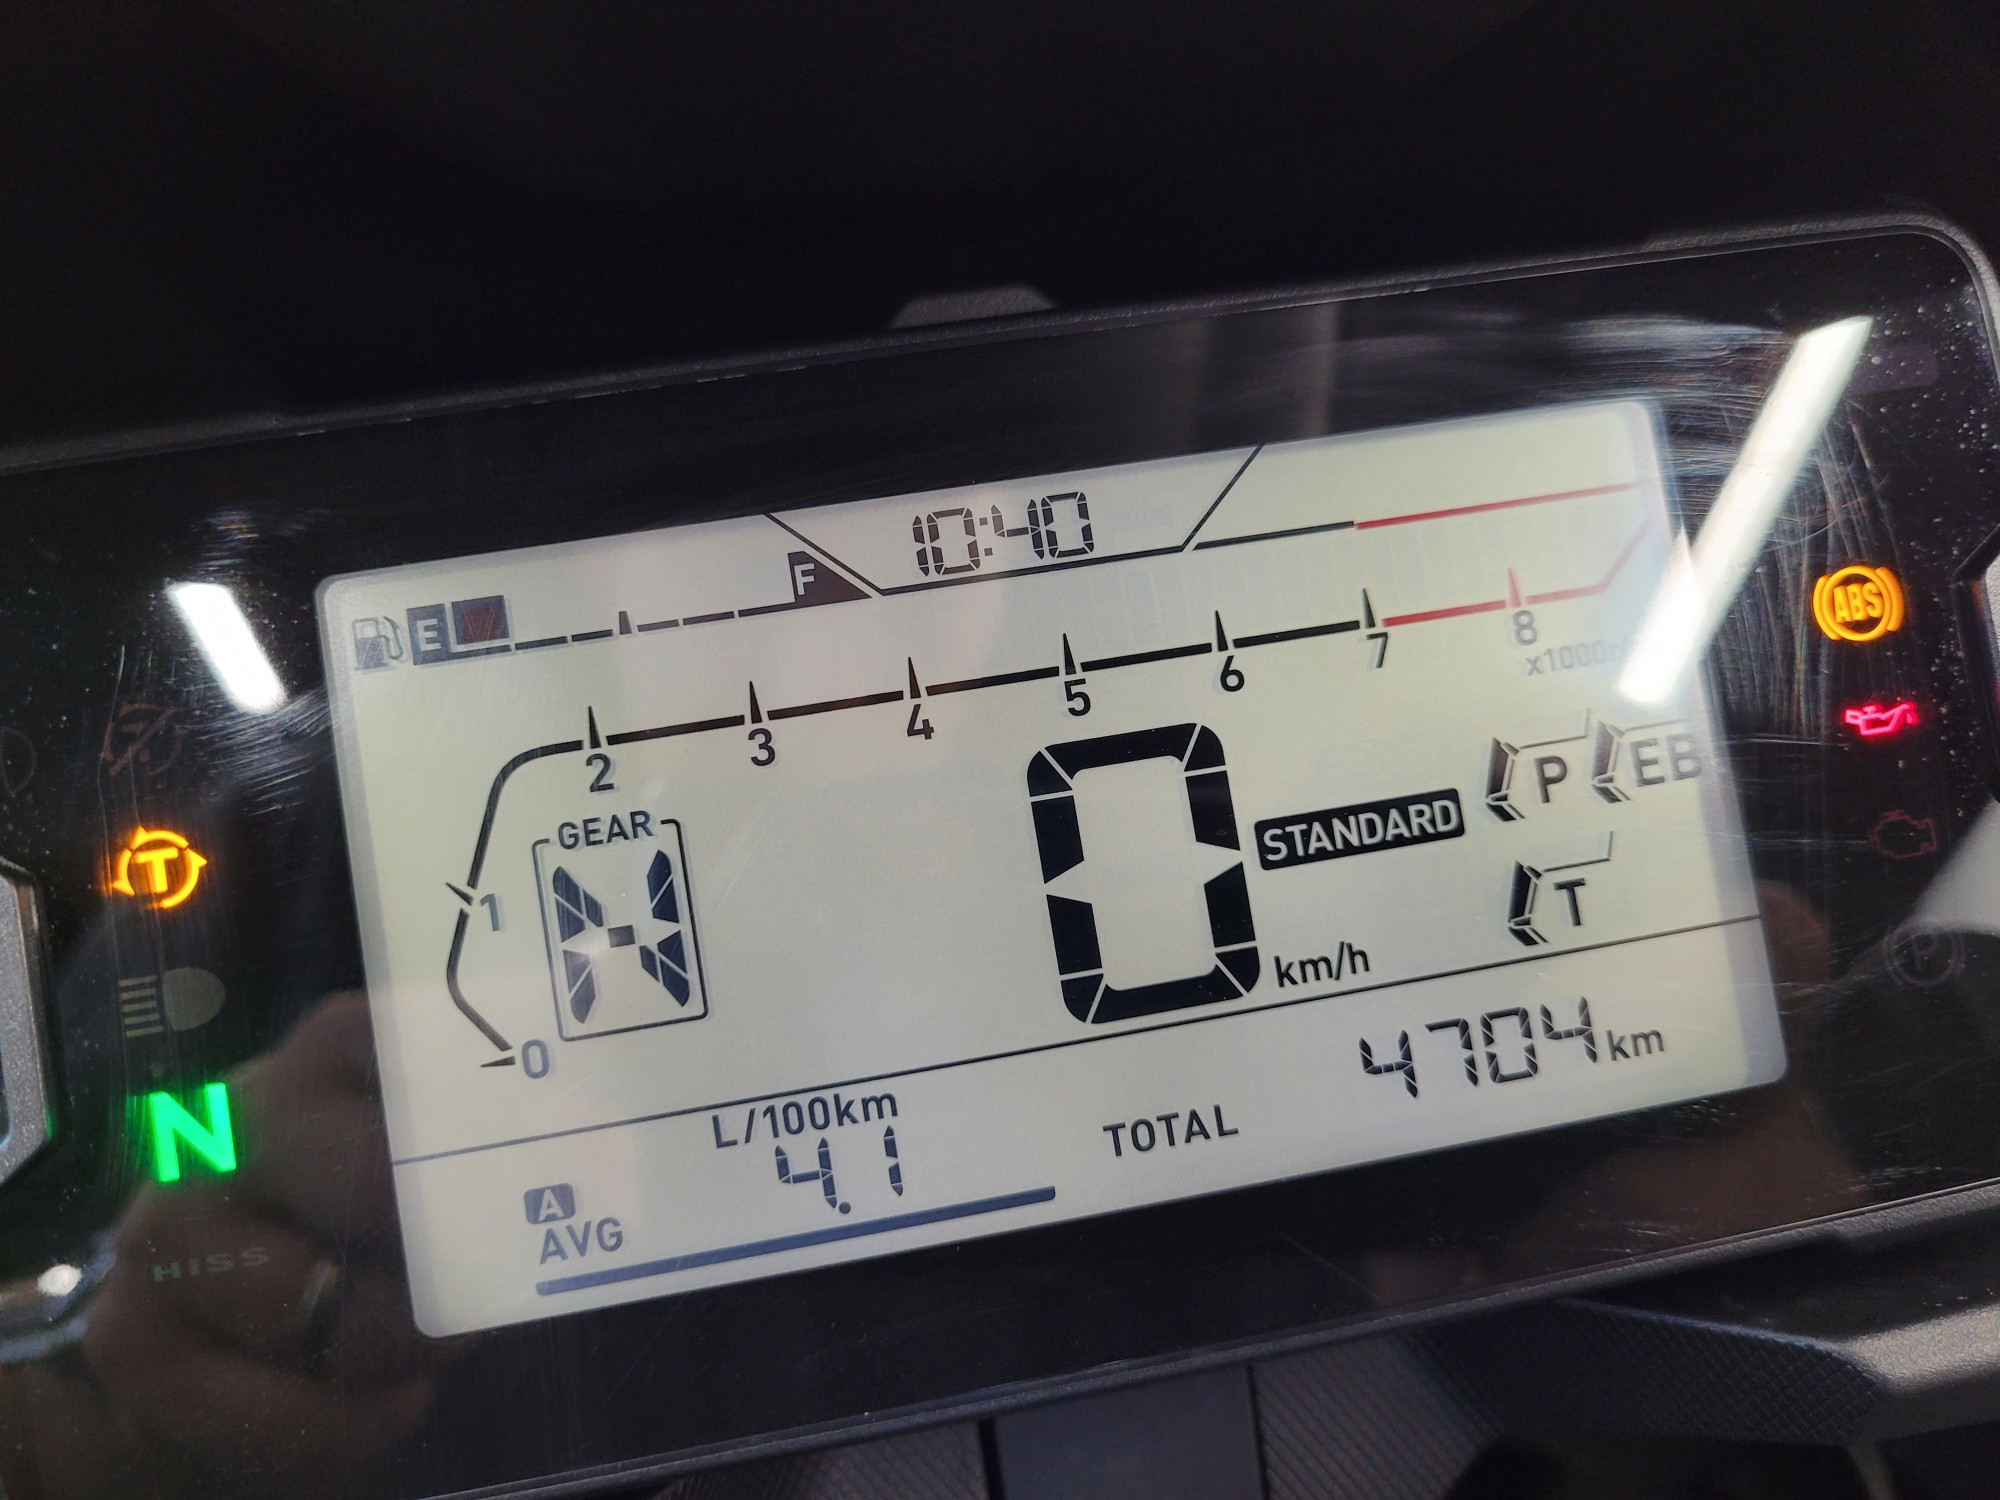 10:40
E
F
2 3 4 5 6 7 8
x1000r/
GEAR
1
N
0
0
km/h
STANDARD
P
EB
T
ABS
T
P
N
HISS
L/100km
4.1
A
AVG
TOTAL
4704 km